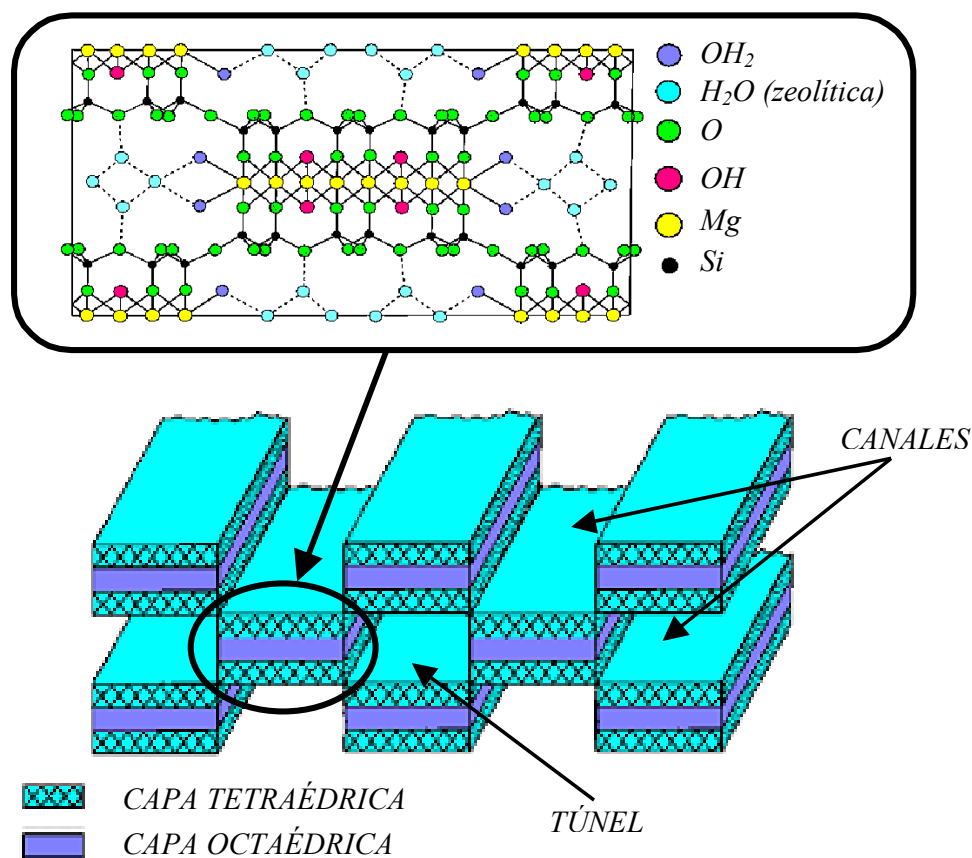 OH₂
H₂O (zeolítica)
O
OH
Mg
Si
CANALES
TÚNEL
CAPA TETRAÉDRICA
CAPA OCTAÉDRICA